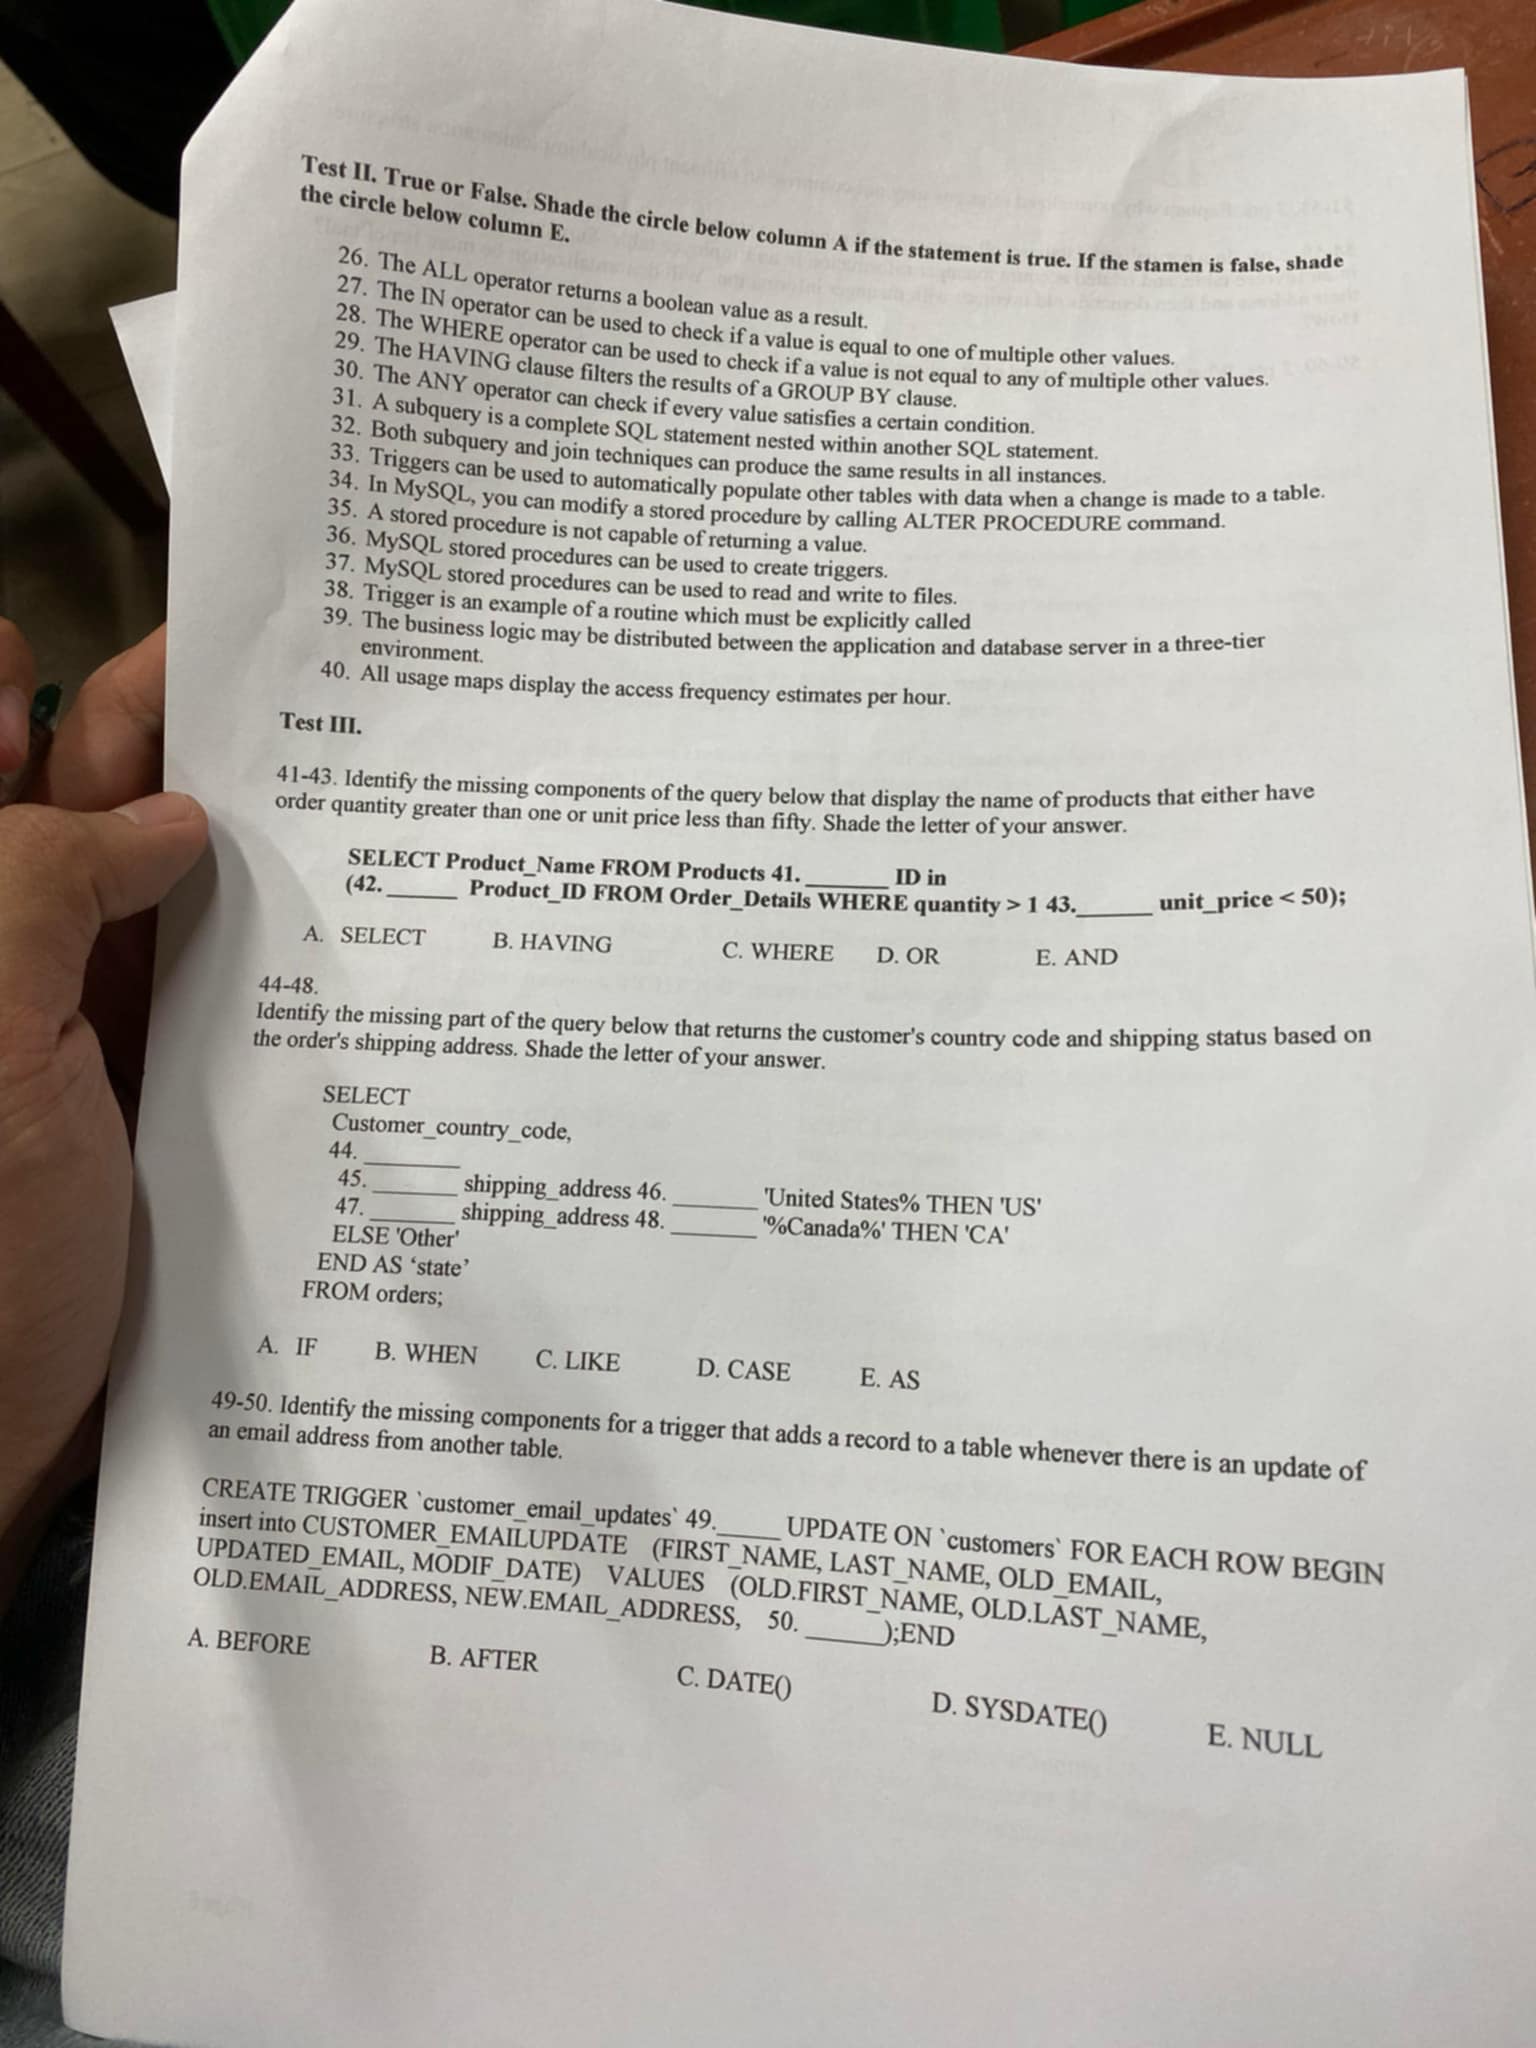 Test II. True or False. Shade the circle below column A if the statement is true. If the stamen is false, shade
the circle below column E.
26. The ALL operator returns a boolean value as a result.
27. The IN operator can be used to check if a value is equal to one of multiple other values.
28. The WHERE operator can be used to check if a value is not equal to any of multiple other values.
29. The HAVING clause filters the results of a GROUP BY clause.
30. The ANY operator can check if every value satisfies a certain condition.
31. A subquery is a complete SQL statement nested within another SQL statement.
32. Both subquery and join techniques can produce the same results in all instances.
33. Triggers can be used to automatically populate other tables with data when a change is made to a table.
34. In MySQL, you can modify a stored procedure by calling ALTER PROCEDURE command.
35. A stored procedure is not capable of returning a value.
36. MySQL stored procedures can be used to create triggers.
37. MySQL stored procedures can be used to read and write to files.
38. Trigger is an example of a routine which must be explicitly called
39. The business logic may be distributed between the application and database server in a three-tier
environment.
40. All usage maps display the access frequency estimates per hour.
Test III.
41-43. Identify the missing components of the query below that display the name of products that either have
order quantity greater than one or unit price less than fifty. Shade the letter of your answer.
SELECT Product_Name FROM Products 41. ______ ID in
(42. ______ Product_ID FROM Order_Details WHERE quantity > 1 43.______ unit_price < 50);
A. SELECT B. HAVING C. WHERE D. OR E. AND
44-48.
Identify the missing part of the query below that returns the customer's country code and shipping status based on
the order's shipping address. Shade the letter of your answer.
SELECT
Customer_country_code,
44. ______
45. ______ shipping_address 46. ______ 'United States% THEN 'US'
47. ______ shipping_address 48. ______ '%Canada%' THEN 'CA'
ELSE 'Other'
END AS ‘state’
FROM orders;
A. IF B. WHEN C. LIKE D. CASE E. AS
49-50. Identify the missing components for a trigger that adds a record to a table whenever there is an update of
an email address from another table.
CREATE TRIGGER `customer_email_updates` 49.______ UPDATE ON `customers` FOR EACH ROW BEGIN
insert into CUSTOMER_EMAILUPDATE (FIRST_NAME, LAST_NAME, OLD_EMAIL,
UPDATED_EMAIL, MODIF_DATE) VALUES (OLD.FIRST_NAME, OLD.LAST_NAME,
OLD.EMAIL_ADDRESS, NEW.EMAIL_ADDRESS, 50. ______);END
A. BEFORE B. AFTER C. DATE() D. SYSDATE() E. NULL